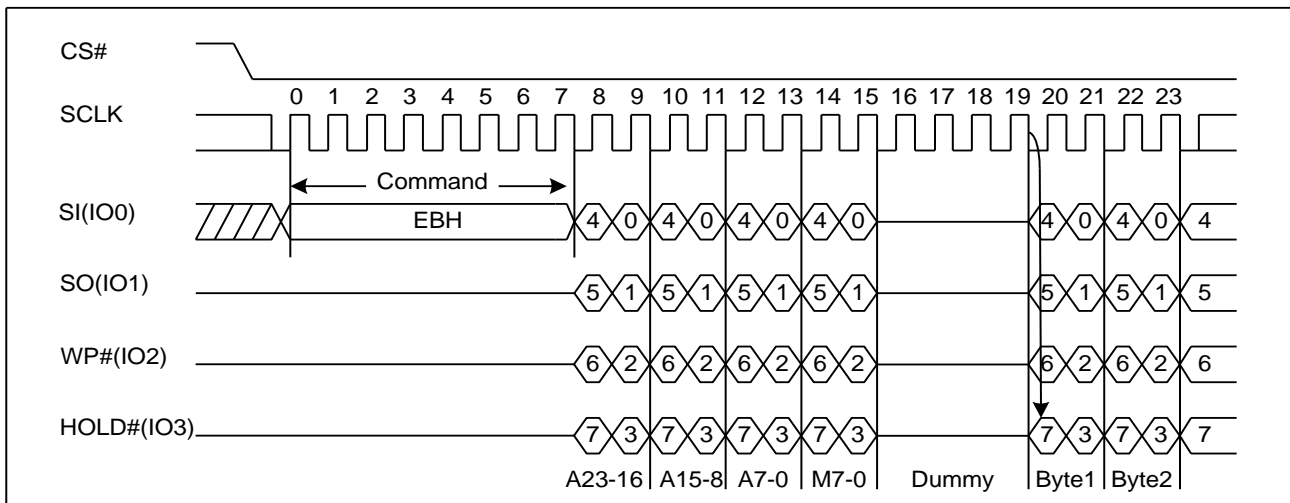 CS#
0 1 2 3 4 5 6 7 8 9 10 11 12 13 14 15 16 17 18 19 20 21 22 23
SCLK
Command
SI(IO0) EBH 4 0 4 0 4 0 4 0 4 0 4 0 4
SO(IO1) 5 1 5 1 5 1 5 1 5 1 5 1 5
WP#(IO2) 6 2 6 2 6 2 6 2 6 2 6 2 6
HOLD#(IO3) 7 3 7 3 7 3 7 3 7 3 7 3 7
A23-16 A15-8 A7-0 M7-0 Dummy Byte1 Byte2